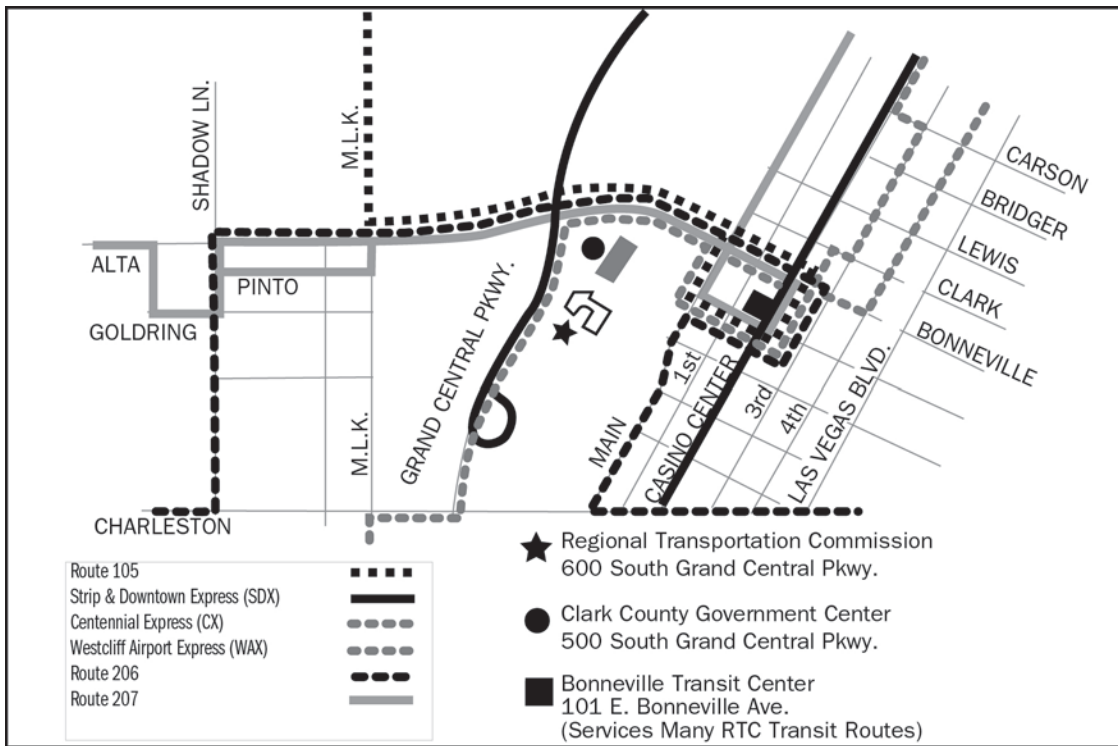 SHADOW LN.
M.L.K.
CARSON
BRIDGER
LEWIS
CLARK
BONNEVILLE
ALTA
PINTO
GOLDRING
GRAND CENTRAL PKWY.
M.L.K.
MAIN
1st
CASINO CENTER
3rd
4th
LAS VEGAS BLVD.
CHARLESTON
Route 105
Strip & Downtown Express (SDX)
Centennial Express (CX)
Westcliff Airport Express (WAX)
Route 206
Route 207
Regional Transportation Commission
600 South Grand Central Pkwy.
Clark County Government Center
500 South Grand Central Pkwy.
Bonneville Transit Center
101 E. Bonneville Ave.
(Services Many RTC Transit Routes)